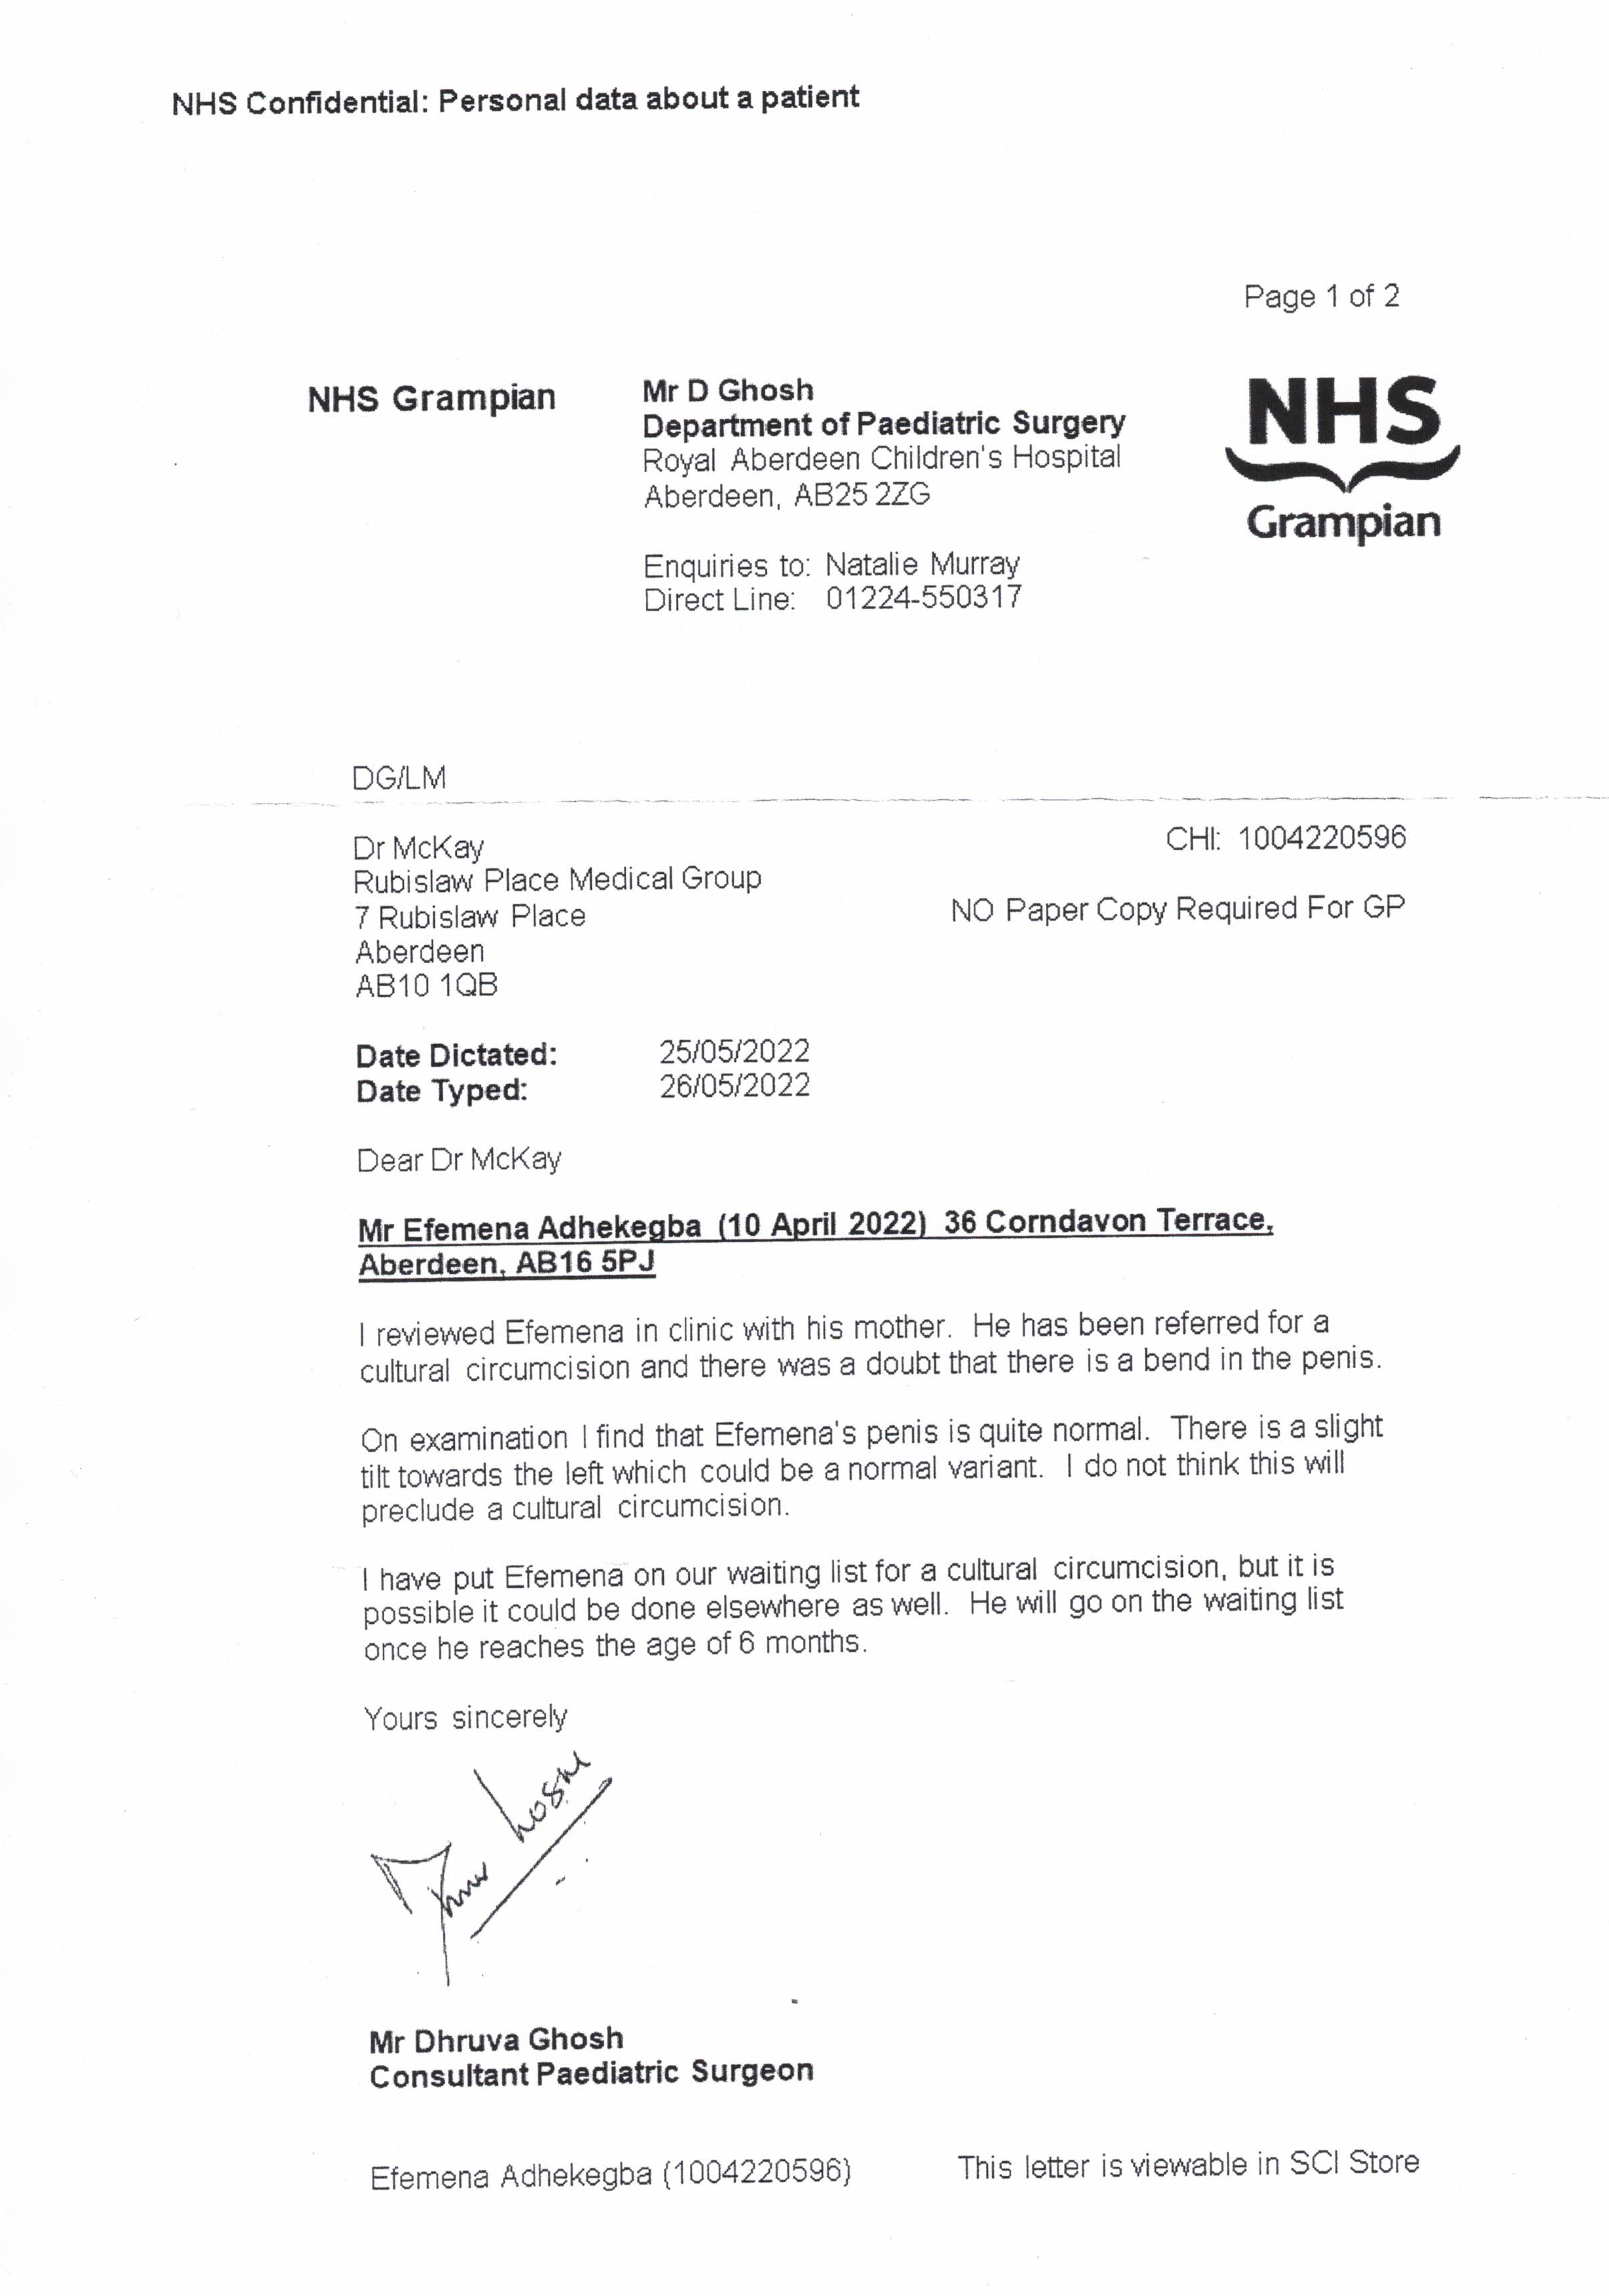 NHS Confidential: Personal data about a patient
Page 1 of 2
NHS Grampian
Mr D Ghosh
Department of Paediatric Surgery
Royal Aberdeen Children's Hospital
Aberdeen, AB25 2ZG
Enquiries to: Natalie Murray
Direct Line: 01224-550317
NHS
Grampian
DG/LM
Dr McKay
Rubislaw Place Medical Group
7 Rubislaw Place
Aberdeen
AB10 1QB
CHI: 1004220596
NO Paper Copy Required For GP
Date Dictated: 25/05/2022
Date Typed: 26/05/2022
Dear Dr McKay
Mr Efemena Adhekegba (10 April 2022) 36 Corndavon Terrace,
Aberdeen, AB16 5PJ
I reviewed Efemena in clinic with his mother. He has been referred for a
cultural circumcision and there was a doubt that there is a bend in the penis.
On examination I find that Efemena's penis is quite normal. There is a slight
tilt towards the left which could be a normal variant. I do not think this will
preclude a cultural circumcision.
I have put Efemena on our waiting list for a cultural circumcision, but it is
possible it could be done elsewhere as well. He will go on the waiting list
once he reaches the age of 6 months.
Yours sincerely
Mr Dhruva Ghosh
Consultant Paediatric Surgeon
Efemena Adhekegba (1004220596)
This letter is viewable in SCI Store